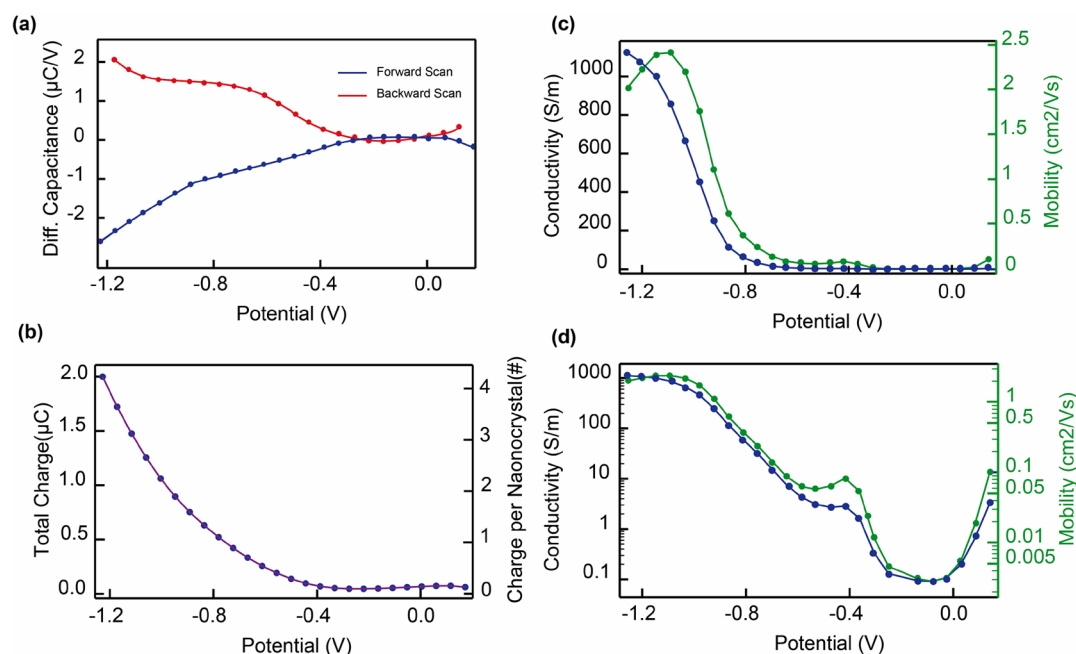 (a)
Diff. Capacitance (µC/V)
2
1
0
-1
-2
Forward Scan
Backward Scan
-1.2 -0.8 -0.4 0.0
Potential (V)
(b)
Total Charge(µC)
2.0
1.5
1.0
0.5
0.0
4
3
2
1
0
Charge per Naonocrystal(#)
-1.2 -0.8 -0.4 0.0
Potential (V)
(c)
Conductivity (S/m)
1000
800
600
400
200
0
2.5
2
1.5
1
0.5
0
Mobility (cm2/Vs)
-1.2 -0.8 -0.4 0.0
Potential (V)
(d)
Conductivity (S/m)
1000
100
10
1
0.1
1
0.5
0.1
0.05
0.01
0.005
Mobility (cm2/Vs)
-1.2 -0.8 -0.4 0.0
Potential (V)